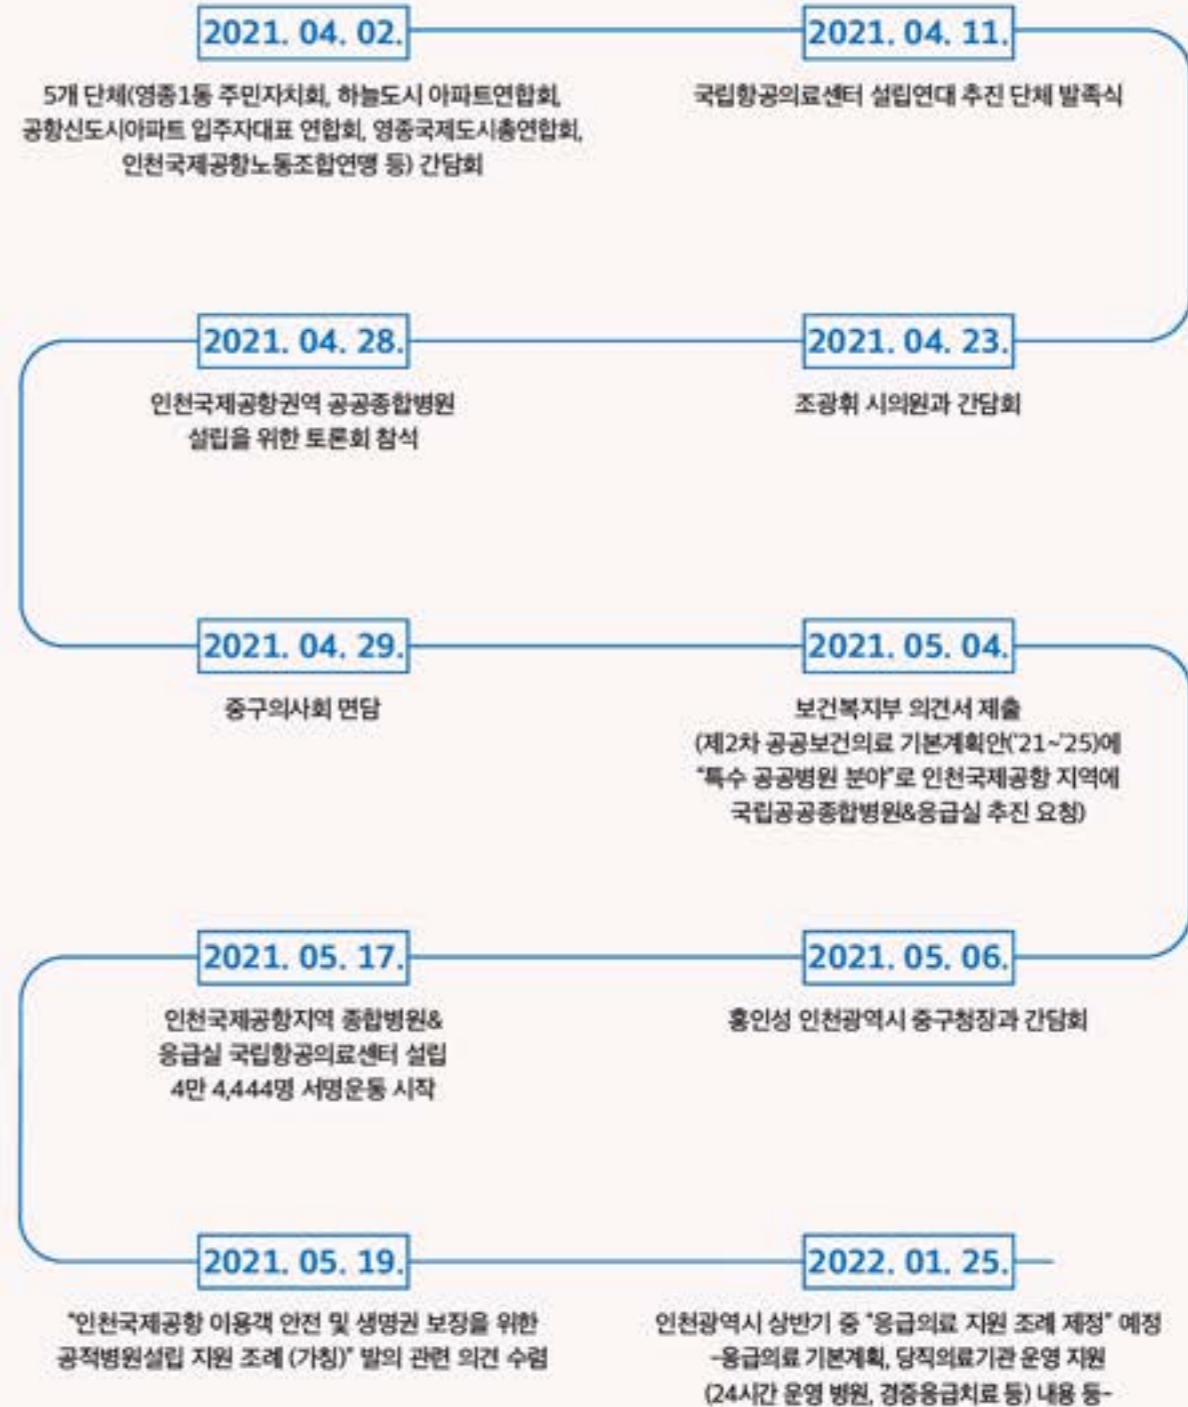 2021. 04. 02.
5개 단체(영종1동 주민자치회, 하늘도시 아파트연합회,
공항신도시아파트 입주자대표 연합회, 영종국제도시총연합회,
인천국제공항노동조합연맹 등) 간담회
2021. 04. 11.
국립항공의료센터 설립연대 추진 단체 발족식
2021. 04. 23.
조광휘 시의원과 간담회
2021. 04. 28.
인천국제공항권역 공공종합병원
설립을 위한 토론회 참석
2021. 04. 29.
중구의사회 면담
2021. 05. 04.
보건복지부 의견서 제출
(제2차 공공보건의료 기본계획안('21~'25)에
"특수 공공병원 분야"로 인천국제공항 지역에
국립공공종합병원&응급실 추진 요청)
2021. 05. 06.
홍인성 인천광역시 중구청장과 간담회
2021. 05. 17.
인천국제공항지역 종합병원&
응급실 국립항공의료센터 설립
4만 4,444명 서명운동 시작
2021. 05. 19.
"인천국제공항 이용객 안전 및 생명권 보장을 위한
공적병원설립 지원 조례 (가칭)" 발의 관련 의견 수렴
2022. 01. 25.
인천광역시 상반기 중 "응급의료 지원 조례 제정" 예정
-응급의료 기본계획, 당직의료기관 운영 지원
(24시간 운영 병원, 경증응급치료 등) 내용 등-